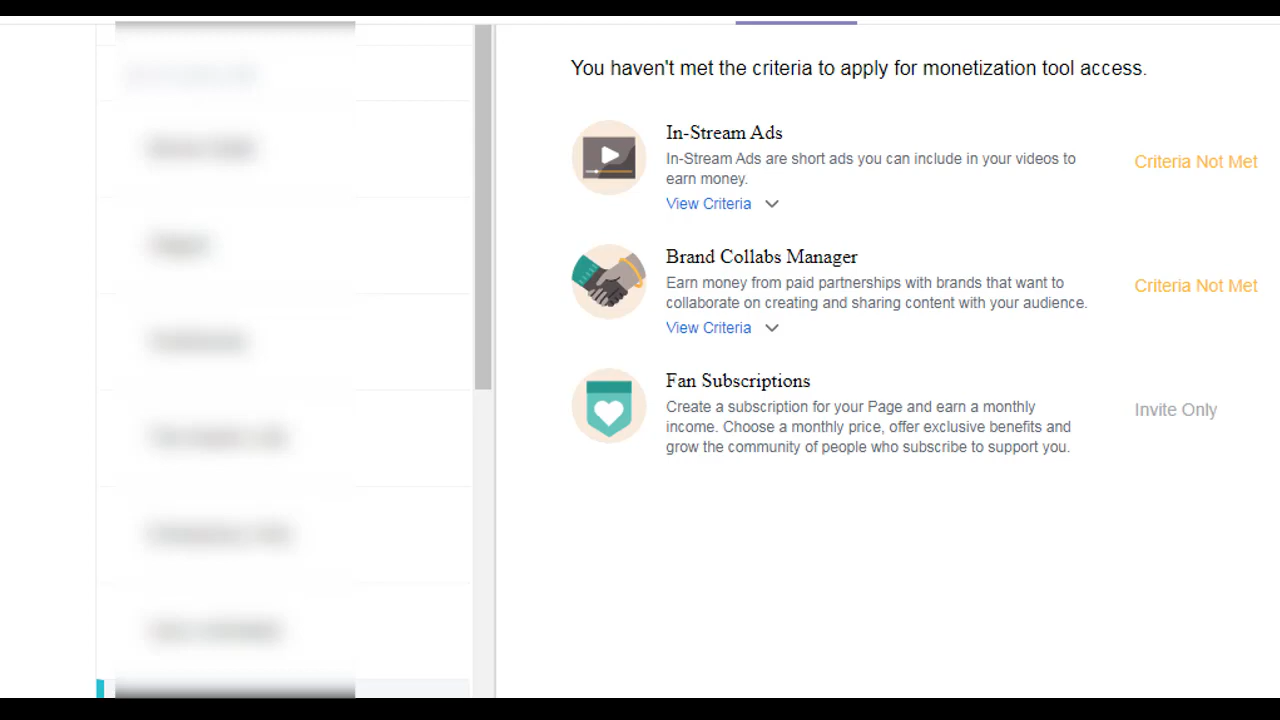 You haven't met the criteria to apply for monetization tool access.
In-Stream Ads
In-Stream Ads are short ads you can include in your videos to
earn money.
Criteria Not Met
View Criteria
Brand Collabs Manager
Earn money from paid partnerships with brands that want to
collaborate on creating and sharing content with your audience.
Criteria Not Met
View Criteria
Fan Subscriptions
Create a subscription for your Page and earn a monthly
income. Choose a monthly price, offer exclusive benefits and
grow the community of people who subscribe to support you.
Invite Only